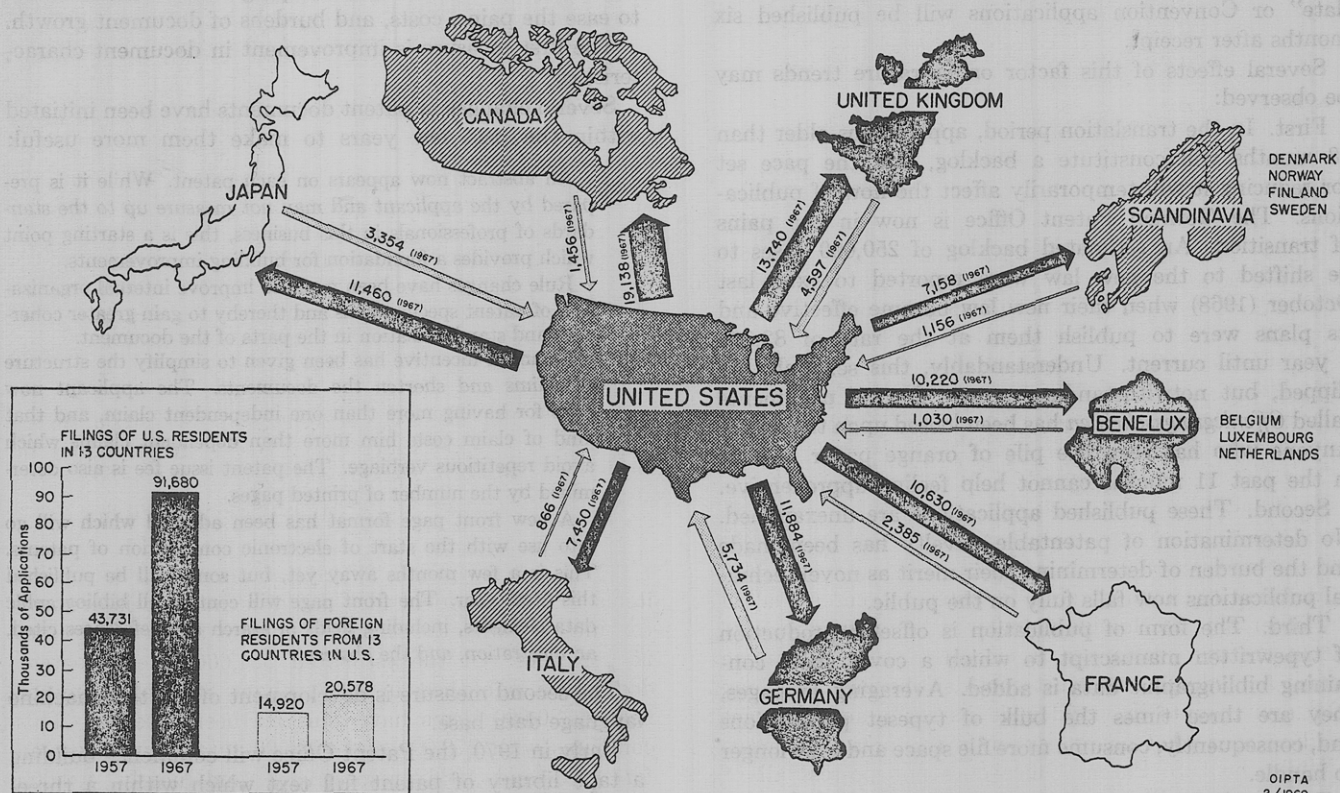 CANADA
UNITED KINGDOM
JAPAN
DENMARK
NORWAY
FINLAND
SWEDEN
SCANDINAVIA
3,354 (1967)
11,460 (1967)
1,456 (1967)
19,138 (1967)
13,740 (1967)
4,597 (1967)
7,158 (1967)
1,156 (1967)
UNITED STATES
10,220 (1967)
1,030 (1967)
BENELUX
BELGIUM
LUXEMBOURG
NETHERLANDS
866 (1967)
7,450 (1967)
5,734 (1967)
11,884 (1967)
10,630 (1967)
2,385 (1967)
ITALY
GERMANY
FRANCE
FILINGS OF U.S. RESIDENTS
IN 13 COUNTRIES
Thousands of Applications
100
90
80
70
60
50
40
30
20
10
43,731
91,680
1957
1967
FILINGS OF FOREIGN
RESIDENTS FROM 13
COUNTRIES IN U.S.
14,920
20,578
1957
1967
OIPTA
2/1969